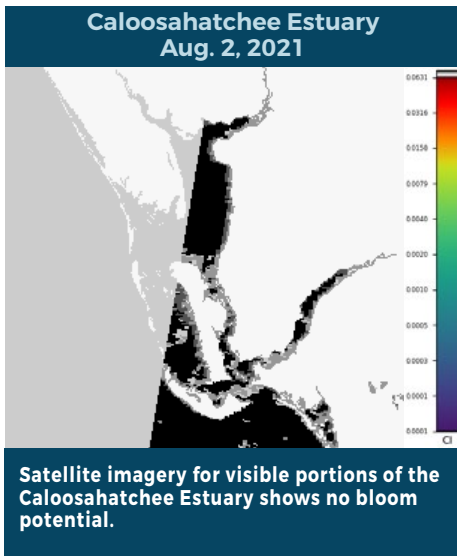 Caloosahatchee Estuary
Aug. 2, 2021
0.0631
0.0316
0.0158
0.0079
0.0040
0.0020
0.0010
0.0005
0.0003
0.0001
0.0001
CI
Satellite imagery for visible portions of the
Caloosahatchee Estuary shows no bloom
potential.